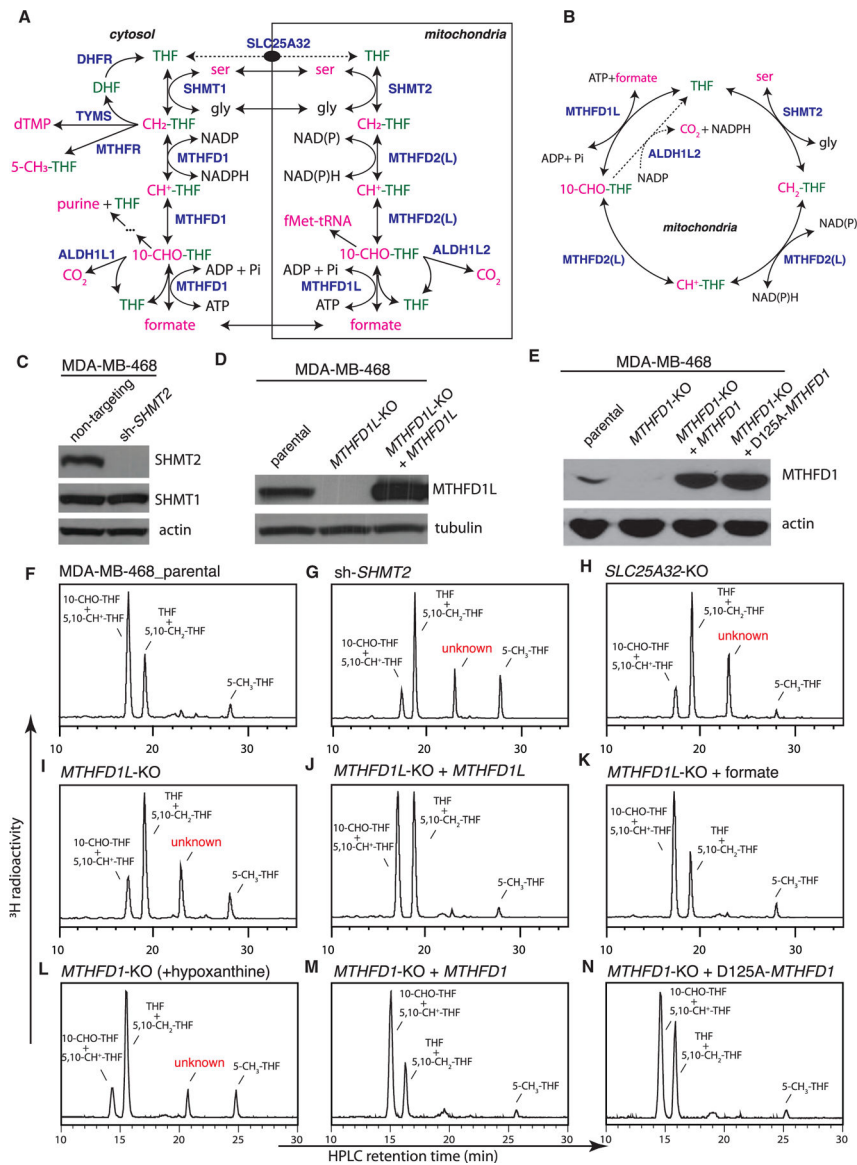 A
cytosol
SLC25A32
mitochondria
DHFR
THF
THF
ser
ser
SHMT1
SHMT2
DHF
gly
gly
TYMS
dTMP
CH₂-THF
CH₂-THF
MTHFR
NADP
NAD(P)
5-CH₃-THF
MTHFD1
MTHFD2(L)
NADPH
NAD(P)H
CH⁺-THF
CH⁺-THF
purine + THF
MTHFD1
MTHFD2(L)
...
fMet-tRNA
ALDH1L1
10-CHO-THF
10-CHO-THF
ALDH1L2
CO₂
ADP + Pi
ADP + Pi
CO₂
THF
MTHFD1
MTHFD1L
THF
ATP
ATP
formate
formate
B
ATP+formate
THF
ser
MTHFD1L
SHMT2
CO₂ + NADPH
ADP+ Pi
ALDH1L2
gly
NADP
10-CHO-THF
CH₂-THF
mitochondria
NAD(P)
MTHFD2(L)
MTHFD2(L)
CH⁺-THF
NAD(P)H
C
MDA-MB-468
non-targeting
sh-SHMT2
SHMT2
SHMT1
actin
D
MDA-MB-468
parental
MTHFD1L-KO
MTHFD1L-KO
+ MTHFD1L
MTHFD1L
tubulin
E
MDA-MB-468
parental
MTHFD1-KO
MTHFD1-KO
+ MTHFD1
MTHFD1-KO
+ D125A-MTHFD1
MTHFD1
actin
F
MDA-MB-468_parental
10-CHO-THF
+
5,10-CH⁺-THF
THF
+
5,10-CH₂-THF
5-CH₃-THF
10 20 30
G
sh-SHMT2
10-CHO-THF
+
5,10-CH⁺-THF
THF
+
5,10-CH₂-THF
unknown
5-CH₃-THF
10 20 30
H
SLC25A32-KO
10-CHO-THF
+
5,10-CH⁺-THF
THF
+
5,10-CH₂-THF
unknown
5-CH₃-THF
10 20 30
I
MTHFD1L-KO
10-CHO-THF
+
5,10-CH⁺-THF
THF
+
5,10-CH₂-THF
unknown
5-CH₃-THF
10 20 30
J
MTHFD1L-KO + MTHFD1L
10-CHO-THF
+
5,10-CH⁺-THF
THF
+
5,10-CH₂-THF
5-CH₃-THF
10 20 30
K
MTHFD1L-KO + formate
10-CHO-THF
+
5,10-CH⁺-THF
THF
+
5,10-CH₂-THF
5-CH₃-THF
10 20 30
L
MTHFD1-KO (+hypoxanthine)
10-CHO-THF
+
5,10-CH⁺-THF
THF
+
5,10-CH₂-THF
unknown
5-CH₃-THF
10 15 20 25 30
M
MTHFD1-KO + MTHFD1
10-CHO-THF
+
5,10-CH⁺-THF
THF
+
5,10-CH₂-THF
5-CH₃-THF
10 15 20 25 30
N
MTHFD1-KO + D125A-MTHFD1
10-CHO-THF
+
5,10-CH⁺-THF
THF
+
5,10-CH₂-THF
5-CH₃-THF
10 15 20 25 30
³H radioactivity
HPLC retention time (min)